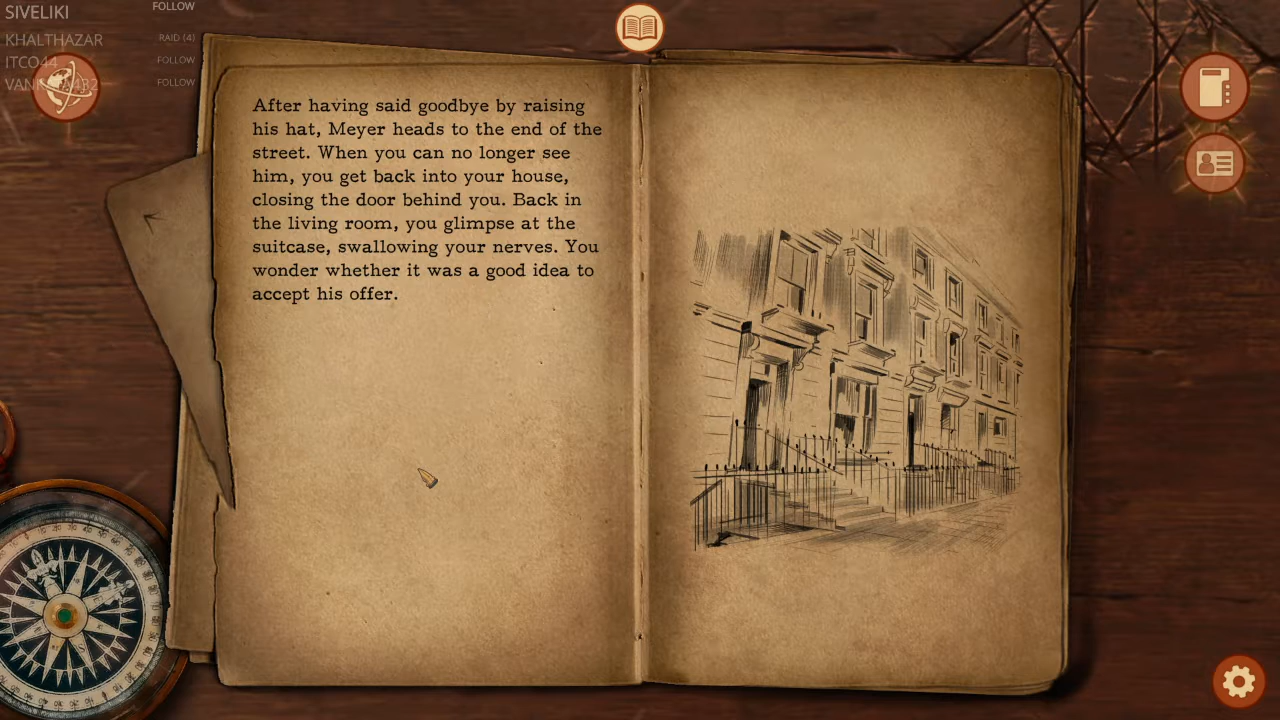 SIVELIKI FOLLOW
KHALTHAZAR RAID (4)
ITCO44 FOLLOW
FOLLOW
After having said goodbye by raising
his hat, Meyer heads to the end of the
street. When you can no longer see
him, you get back into your house,
closing the door behind you. Back in
the living room, you glimpse at the
suitcase, swallowing your nerves. You
wonder whether it was a good idea to
accept his offer.